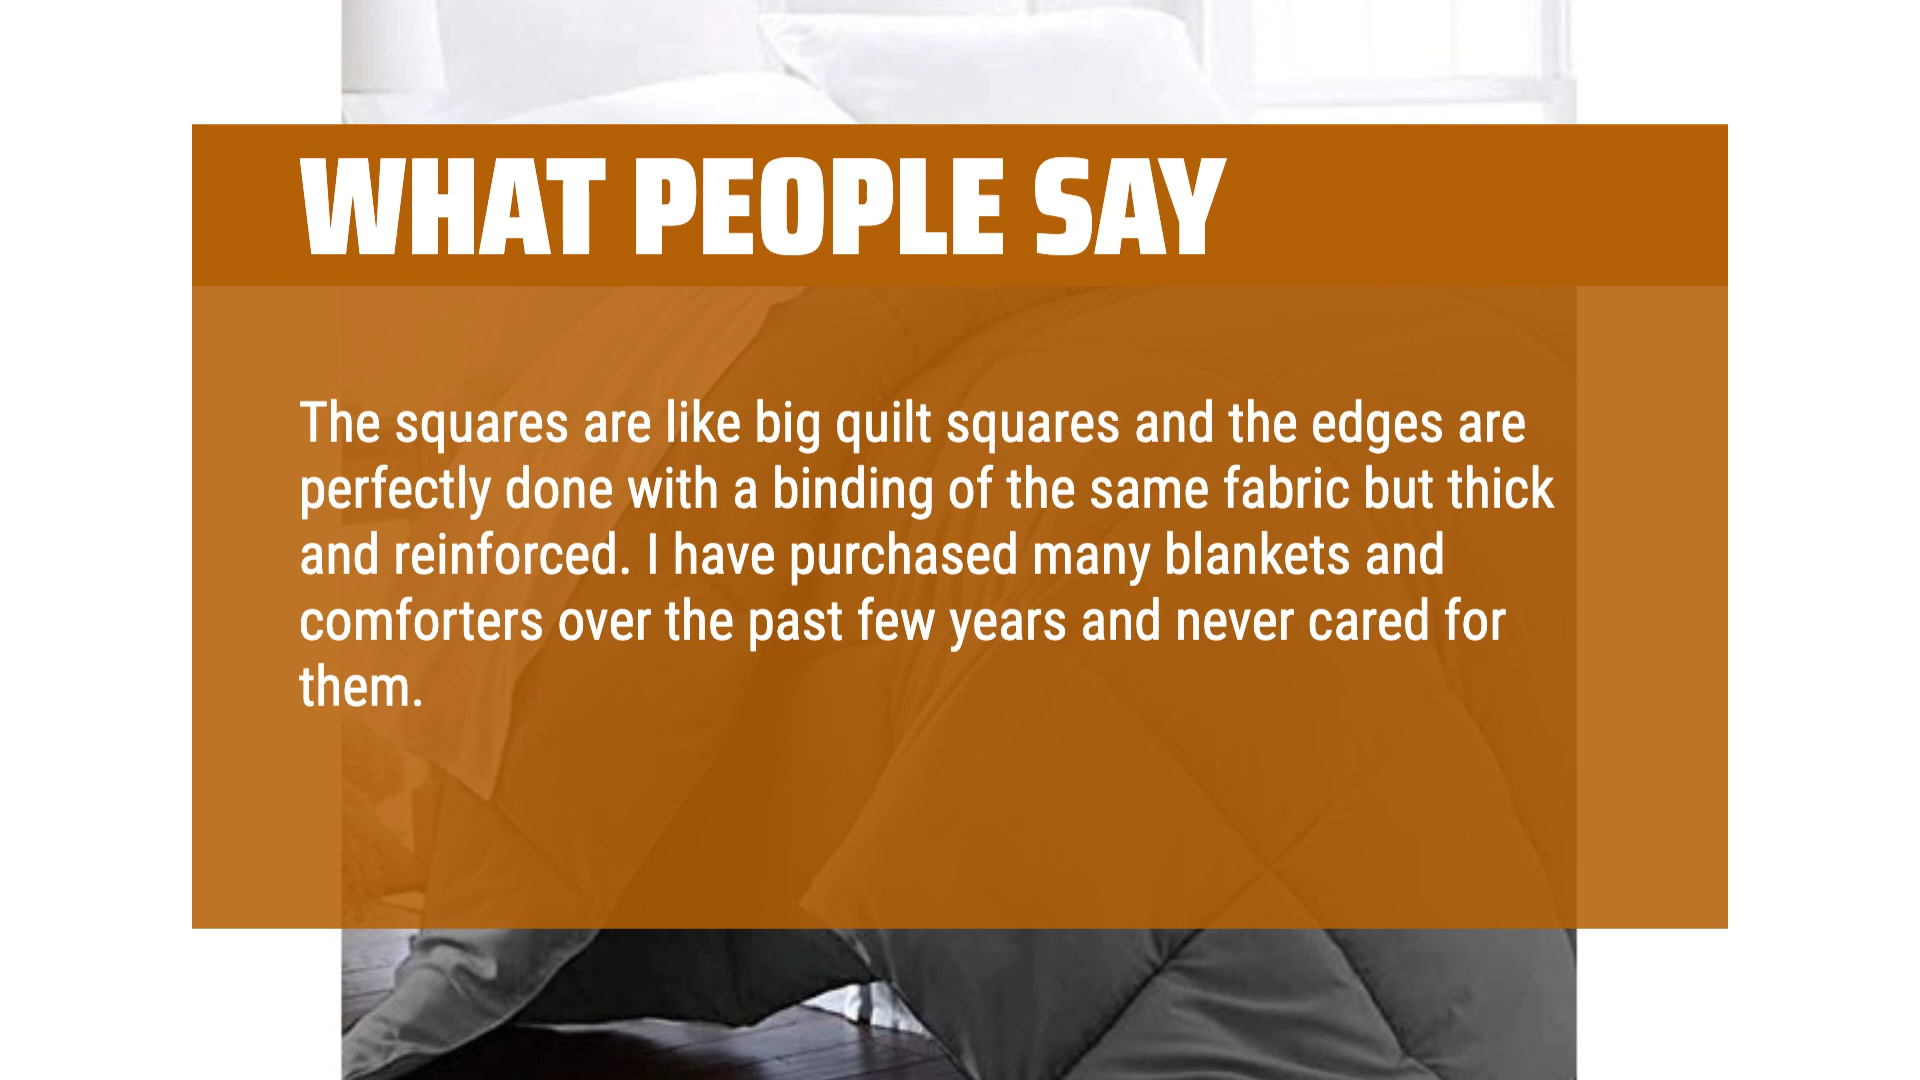 WHAT PEOPLE SAY
The squares are like big quilt squares and the edges are
perfectly done with a binding of the same fabric but thick
and reinforced. I have purchased many blankets and
comforters over the past few years and never cared for
them.